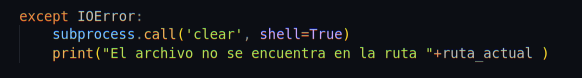 except IOError:
    subprocess.call('clear', shell=True)
    print("El archivo no se encuentra en la ruta "+ruta_actual )